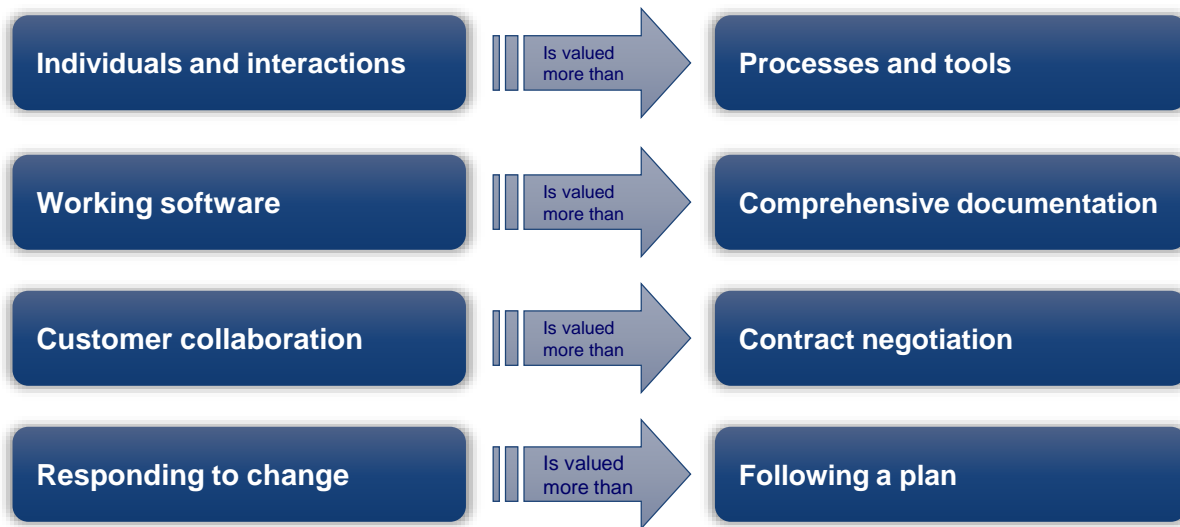 Individuals and interactions
Is valued
more than
Processes and tools
Working software
Is valued
more than
Comprehensive documentation
Customer collaboration
Is valued
more than
Contract negotiation
Responding to change
Is valued
more than
Following a plan